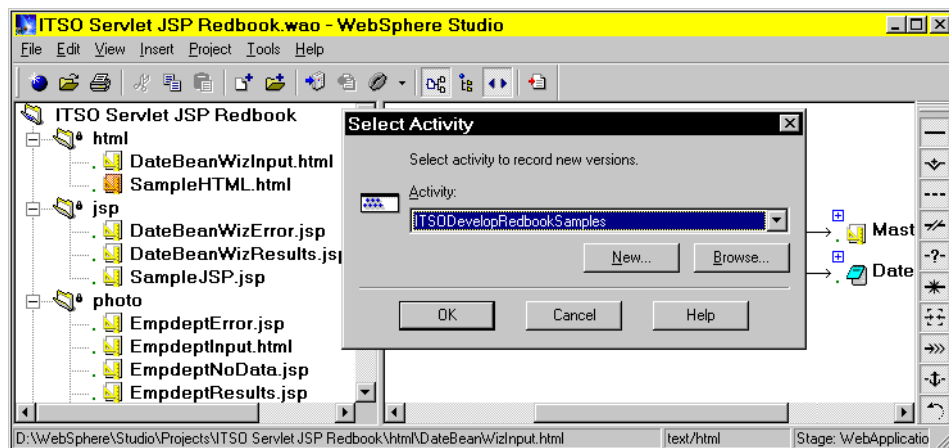 ITSO Servlet JSP Redbook.wao - WebSphere Studio
File Edit View Insert Project Tools Help
ITSO Servlet JSP Redbook
html
DateBeanWizInput.html
SampleHTML.html
jsp
DateBeanWizError.jsp
DateBeanWizResults.jsp
SampleJSP.jsp
photo
EmpdeptError.jsp
EmpdeptInput.html
EmpdeptNoData.jsp
EmpdeptResults.jsp
Select Activity
Select activity to record new versions.
Activity:
ITSODevelopRedbookSamples
New... Browse...
OK Cancel Help
Mast
Date
-?-
D:\WebSphere\Studio\Projects\ITSO Servlet JSP Redbook\html\DateBeanWizInput.html text/html Stage: WebApplicatio